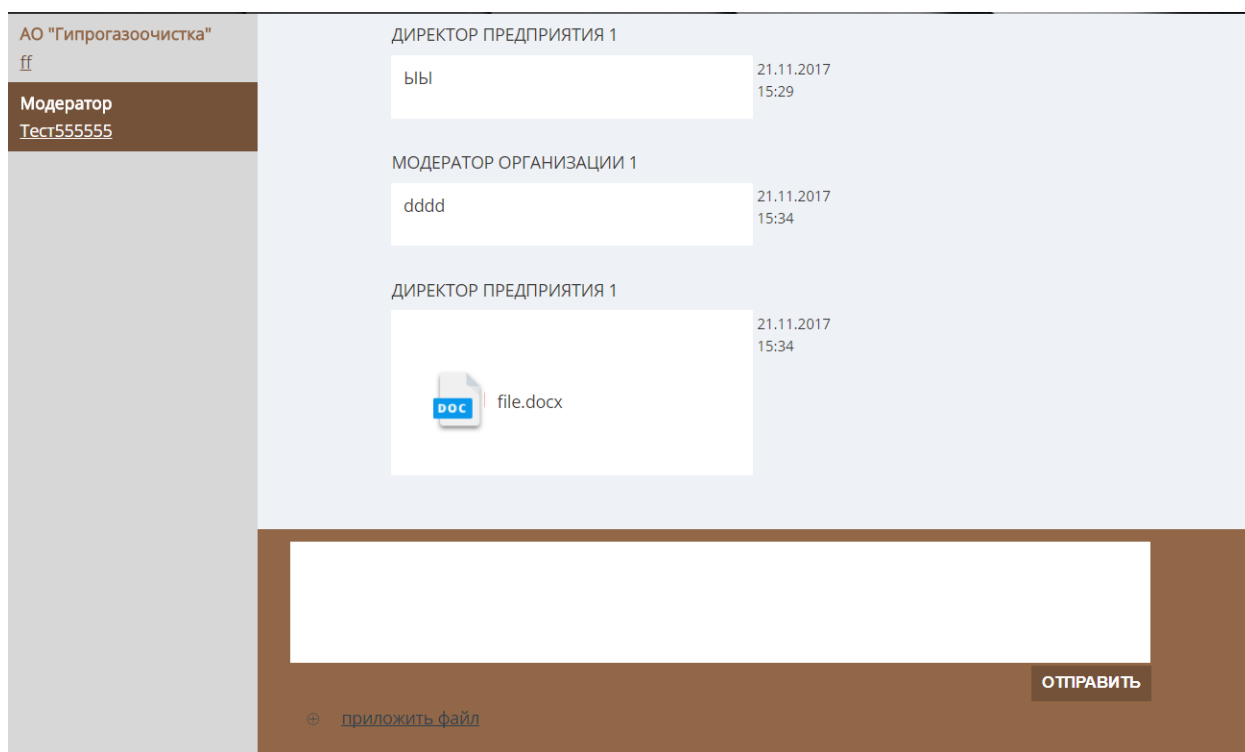 АО "Гипрогазоочистка"
ff
Модератор
Тест555555
ДИРЕКТОР ПРЕДПРИЯТИЯ 1
ЫЫ
21.11.2017
15:29
МОДЕРАТОР ОРГАНИЗАЦИИ 1
dddd
21.11.2017
15:34
ДИРЕКТОР ПРЕДПРИЯТИЯ 1
21.11.2017
15:34
DOC
file.docx
ОТПРАВИТЬ
приложить файл